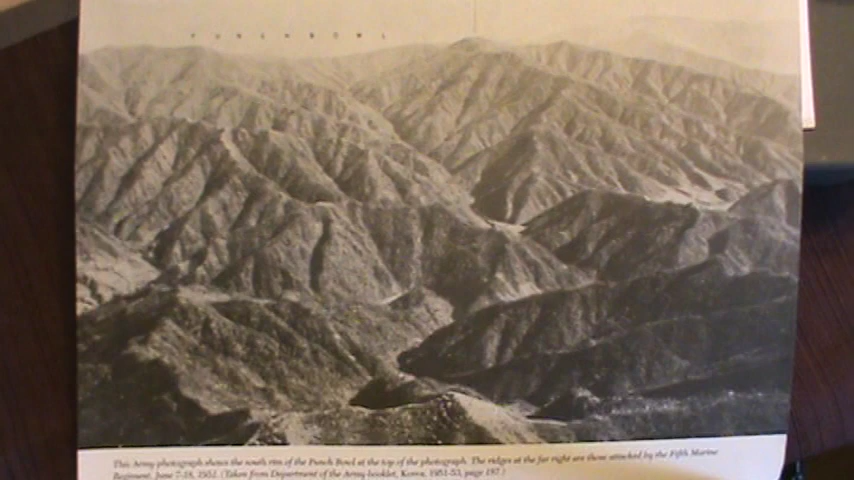 PUNCHBOWL
This Army photograph shows the south rim of the Punch Bowl at the top of the photograph. The ridges at the far right are those attacked by the Fifth Marine
Regiment, June 7-18, 1951. (Taken from Department of the Army booklet, Korea, 1951-53, page 187.)